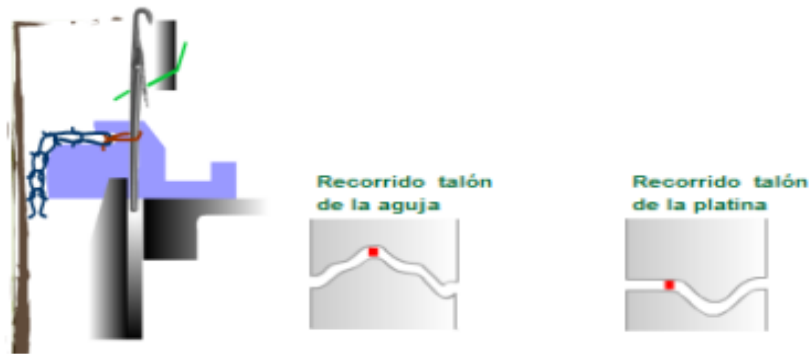 Recorrido talón
de la aguja
Recorrido talón
de la platina